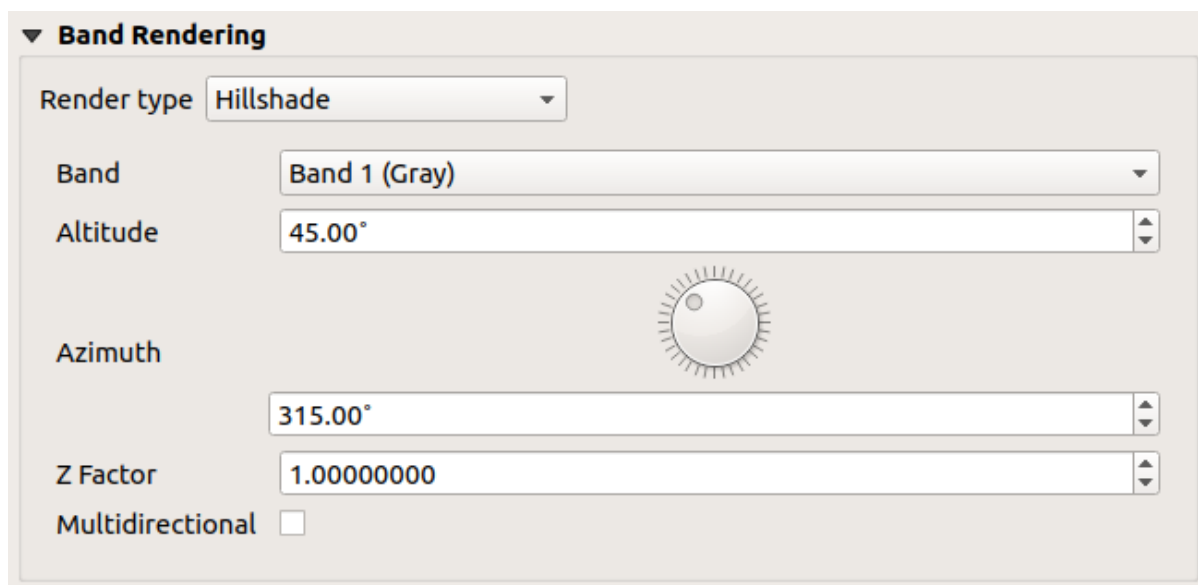 Band Rendering
Render type Hillshade
Band Band 1 (Gray)
Altitude 45.00°
Azimuth
315.00°
Z Factor 1.00000000
Multidirectional